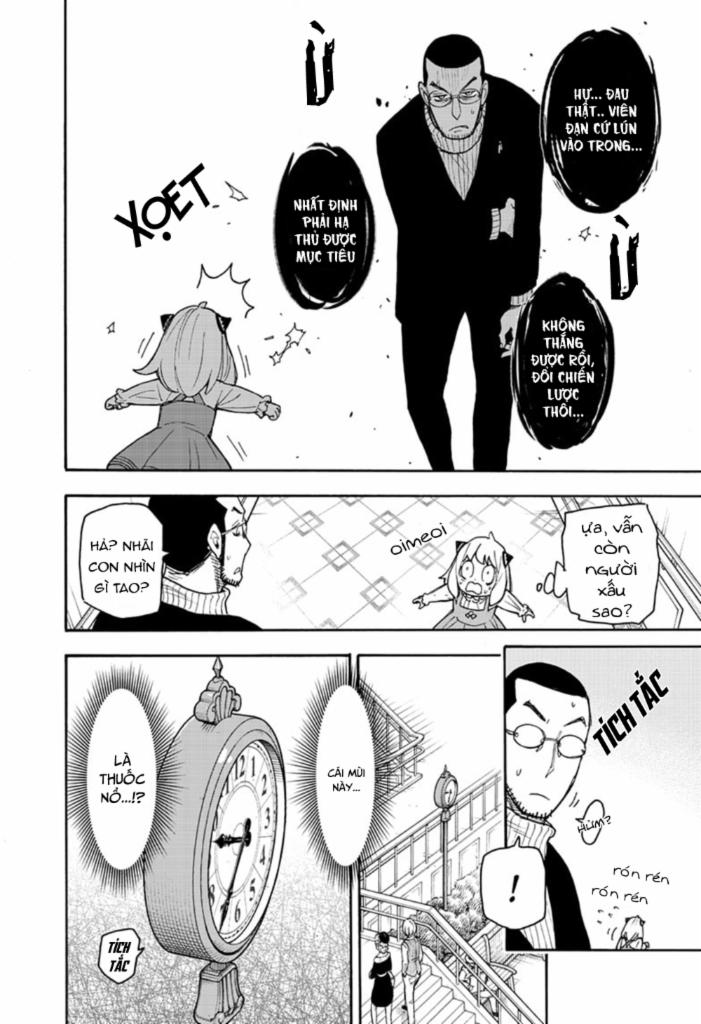 Ù
HỰ... ĐAU
THẬT.. VIÊN
ĐẠN CỨ LÚN
VÀO TRONG...
NHẤT ĐỊNH
PHẢI HẠ
THỦ ĐƯỢC
MỤC TIÊU
XOẸT
Ù
KHÔNG
THẮNG
ĐƯỢC RỒI,
ĐỔI CHIẾN
LƯỢC
THÔI...
ựa, vẫn
còn
người
xấu
sao?
oimeoi
HẢ? NHÃI
CON NHÌN
GÌ TAO?
TÍCH TẮC
HỪM?
!
rón rén
rón rén
CÁI MÙI
NÀY...
LÀ
THUỐC
NỔ...!?
TÍCH
TẮC